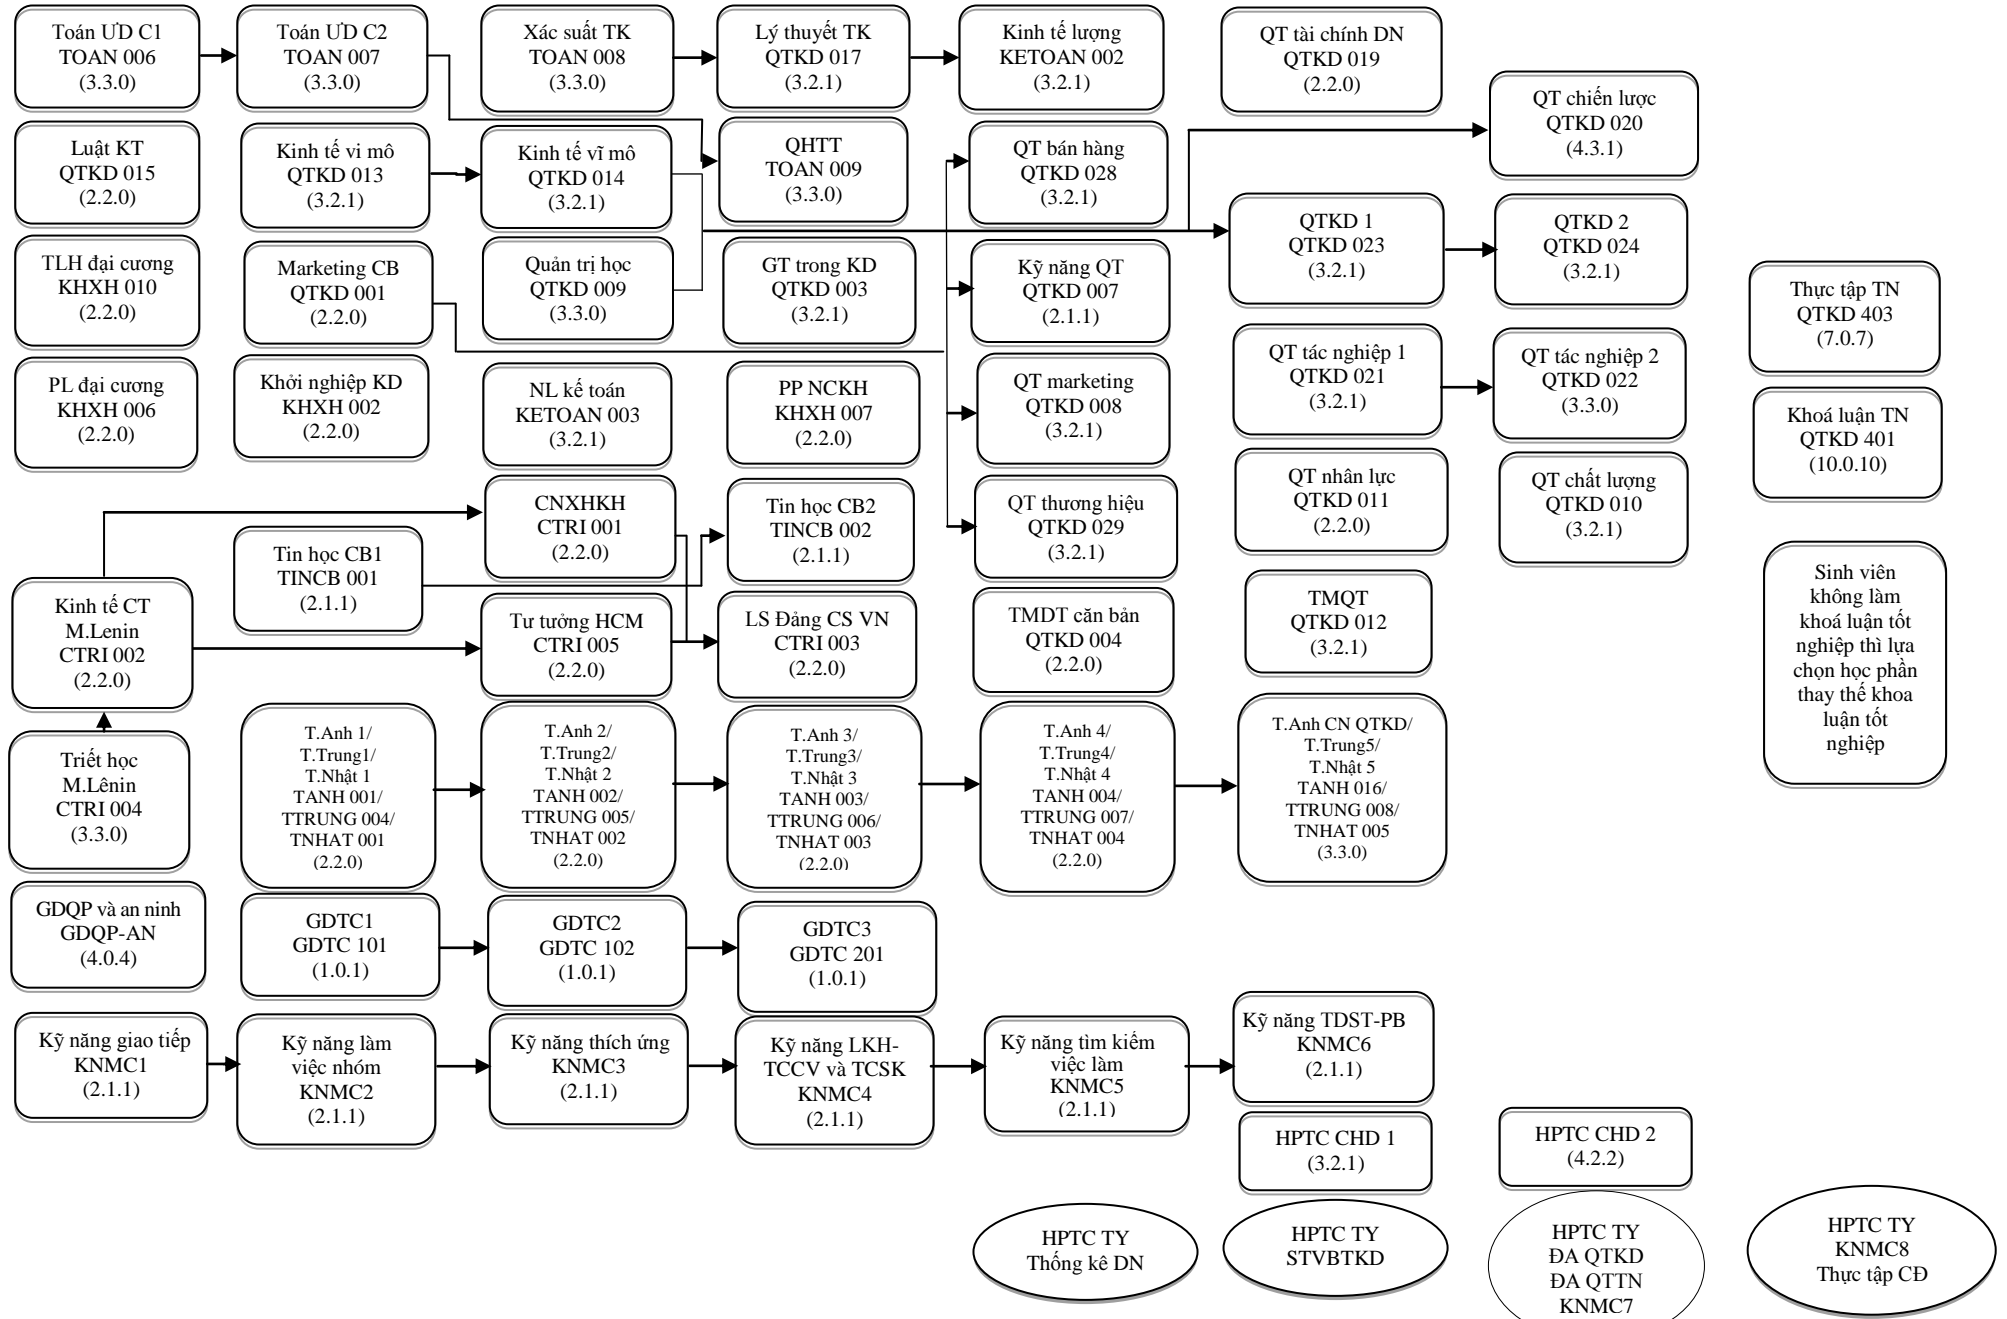 Toán ƯD C1
TOAN 006
(3.3.0)
Toán ƯD C2
TOAN 007
(3.3.0)
Xác suất TK
TOAN 008
(3.3.0)
Lý thuyết TK
QTKD 017
(3.2.1)
Kinh tế lượng
KETOAN 002
(3.2.1)
QT tài chính DN
QTKD 019
(2.2.0)
QT chiến lược
QTKD 020
(4.3.1)
Luật KT
QTKD 015
(2.2.0)
Kinh tế vi mô
QTKD 013
(3.2.1)
Kinh tế vĩ mô
QTKD 014
(3.2.1)
QHTT
TOAN 009
(3.3.0)
QT bán hàng
QTKD 028
(3.2.1)
QTKD 1
QTKD 023
(3.2.1)
QTKD 2
QTKD 024
(3.2.1)
TLH đại cương
KHXH 010
(2.2.0)
Marketing CB
QTKD 001
(2.2.0)
Quản trị học
QTKD 009
(3.3.0)
GT trong KD
QTKD 003
(3.2.1)
Kỹ năng QT
QTKD 007
(2.1.1)
Thực tập TN
QTKD 403
(7.0.7)
PL đại cương
KHXH 006
(2.2.0)
Khởi nghiệp KD
KHXH 002
(2.2.0)
NL kế toán
KETOAN 003
(3.2.1)
PP NCKH
KHXH 007
(2.2.0)
QT marketing
QTKD 008
(3.2.1)
QT tác nghiệp 1
QTKD 021
(3.2.1)
QT tác nghiệp 2
QTKD 022
(3.3.0)
Khoá luận TN
QTKD 401
(10.0.10)
CNXHKH
CTRI 001
(2.2.0)
Tin học CB2
TINCB 002
(2.1.1)
QT thương hiệu
QTKD 029
(3.2.1)
QT nhân lực
QTKD 011
(2.2.0)
QT chất lượng
QTKD 010
(3.2.1)
Tin học CB1
TINCB 001
(2.1.1)
Kinh tế CT
M.Lenin
CTRI 002
(2.2.0)
Tư tưởng HCM
CTRI 005
(2.2.0)
LS Đảng CS VN
CTRI 003
(2.2.0)
TMDT căn bản
QTKD 004
(2.2.0)
TMQT
QTKD 012
(3.2.1)
Sinh viên
không làm
khoá luận tốt
nghiệp thì lựa
chọn học phần
thay thế khoa
luận tốt
nghiệp
Triết học
M.Lênin
CTRI 004
(3.3.0)
T.Anh 1/
T.Trung1/
T.Nhật 1
TANH 001/
TTRUNG 004/
TNHAT 001
(2.2.0)
T.Anh 2/
T.Trung2/
T.Nhật 2
TANH 002/
TTRUNG 005/
TNHAT 002
(2.2.0)
T.Anh 3/
T.Trung3/
T.Nhật 3
TANH 003/
TTRUNG 006/
TNHAT 003
(2.2.0)
T.Anh 4/
T.Trung4/
T.Nhật 4
TANH 004/
TTRUNG 007/
TNHAT 004
(2.2.0)
T.Anh CN QTKD/
T.Trung5/
T.Nhật 5
TANH 016/
TTRUNG 008/
TNHAT 005
(3.3.0)
GDQP và an ninh
GDQP-AN
(4.0.4)
GDTC1
GDTC 101
(1.0.1)
GDTC2
GDTC 102
(1.0.1)
GDTC3
GDTC 201
(1.0.1)
Kỹ năng giao tiếp
KNMC1
(2.1.1)
Kỹ năng làm
việc nhóm
KNMC2
(2.1.1)
Kỹ năng thích ứng
KNMC3
(2.1.1)
Kỹ năng LKH-
TCCV và TCSK
KNMC4
(2.1.1)
Kỹ năng tìm kiếm
việc làm
KNMC5
(2.1.1)
Kỹ năng TDST-PB
KNMC6
(2.1.1)
HPTC CHD 1
(3.2.1)
HPTC CHD 2
(4.2.2)
HPTC TY
Thống kê DN
HPTC TY
STVBTKD
HPTC TY
ĐA QTKD
ĐA QTTN
KNMC7
HPTC TY
KNMC8
Thực tập CĐ